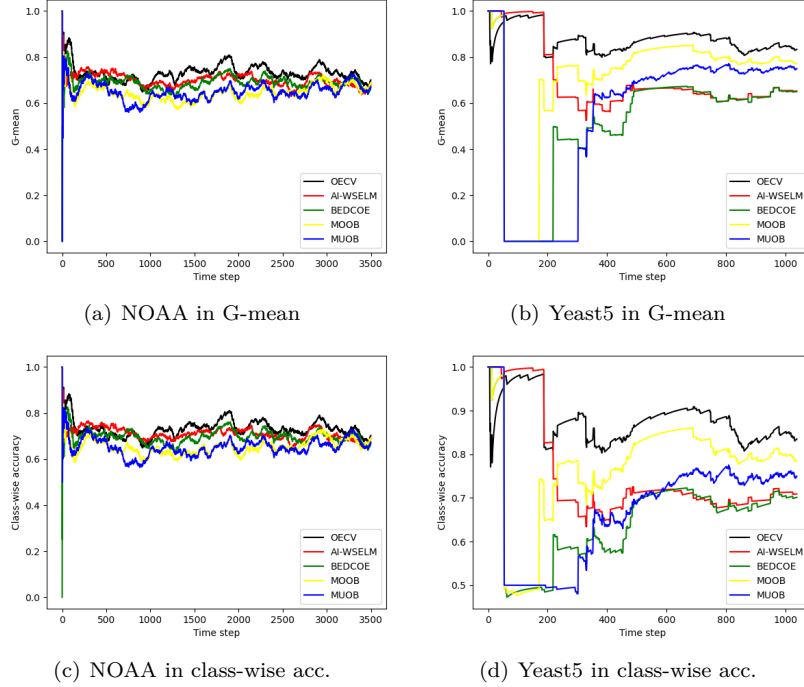 1.0
0.8
0.6
0.4
0.2
0.0
G-mean
0 500 1000 1500 2000 2500 3000 3500
Time step
OECV
AI-WSELM
BEDCOE
MOOB
MUOB
(a) NOAA in G-mean
1.0
0.8
0.6
0.4
0.2
0.0
G-mean
0 200 400 600 800 1000
Time step
OECV
AI-WSELM
BEDCOE
MOOB
MUOB
(b) Yeast5 in G-mean
1.0
0.8
0.6
0.4
0.2
0.0
Class-wise accuracy
0 500 1000 1500 2000 2500 3000 3500
Time step
OECV
AI-WSELM
BEDCOE
MOOB
MUOB
(c) NOAA in class-wise acc.
1.0
0.9
0.8
0.7
0.6
0.5
Class-wise accuracy
0 200 400 600 800 1000
Time step
OECV
AI-WSELM
BEDCOE
MOOB
MUOB
(d) Yeast5 in class-wise acc.